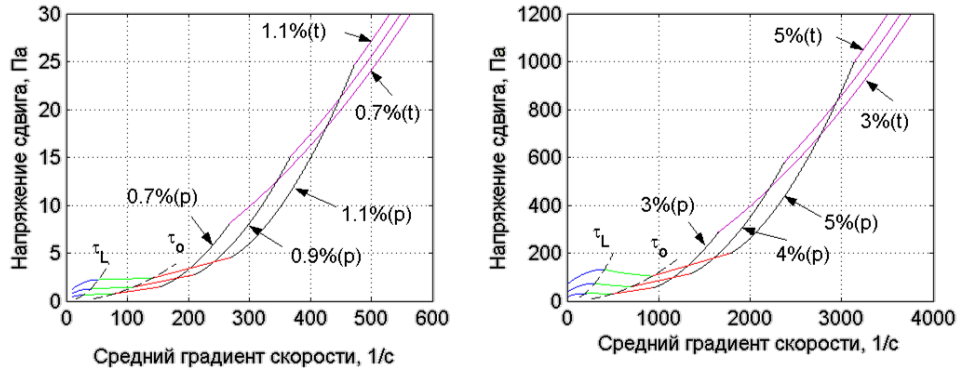 30
25
20
15
10
5
0
Напряжение сдвига, Па
1.1%(t)
0.7%(t)
0.7%(p)
1.1%(p)
0.9%(p)
τL
τo
0 100 200 300 400 500 600
Средний градиент скорости, 1/с
1200
1000
800
600
400
200
0
Напряжение сдвига, Па
5%(t)
3%(t)
3%(p)
5%(p)
4%(p)
τL
τo
0 1000 2000 3000 4000
Средний градиент скорости, 1/с